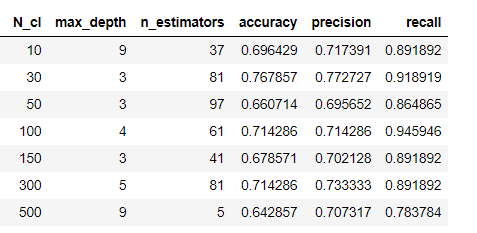 N_cl max_depth n_estimators accuracy precision recall
10 9 37 0.696429 0.717391 0.891892
30 3 81 0.767857 0.772727 0.918919
50 3 97 0.660714 0.695652 0.864865
100 4 61 0.714286 0.714286 0.945946
150 3 41 0.678571 0.702128 0.891892
300 5 81 0.714286 0.733333 0.891892
500 9 5 0.642857 0.707317 0.783784